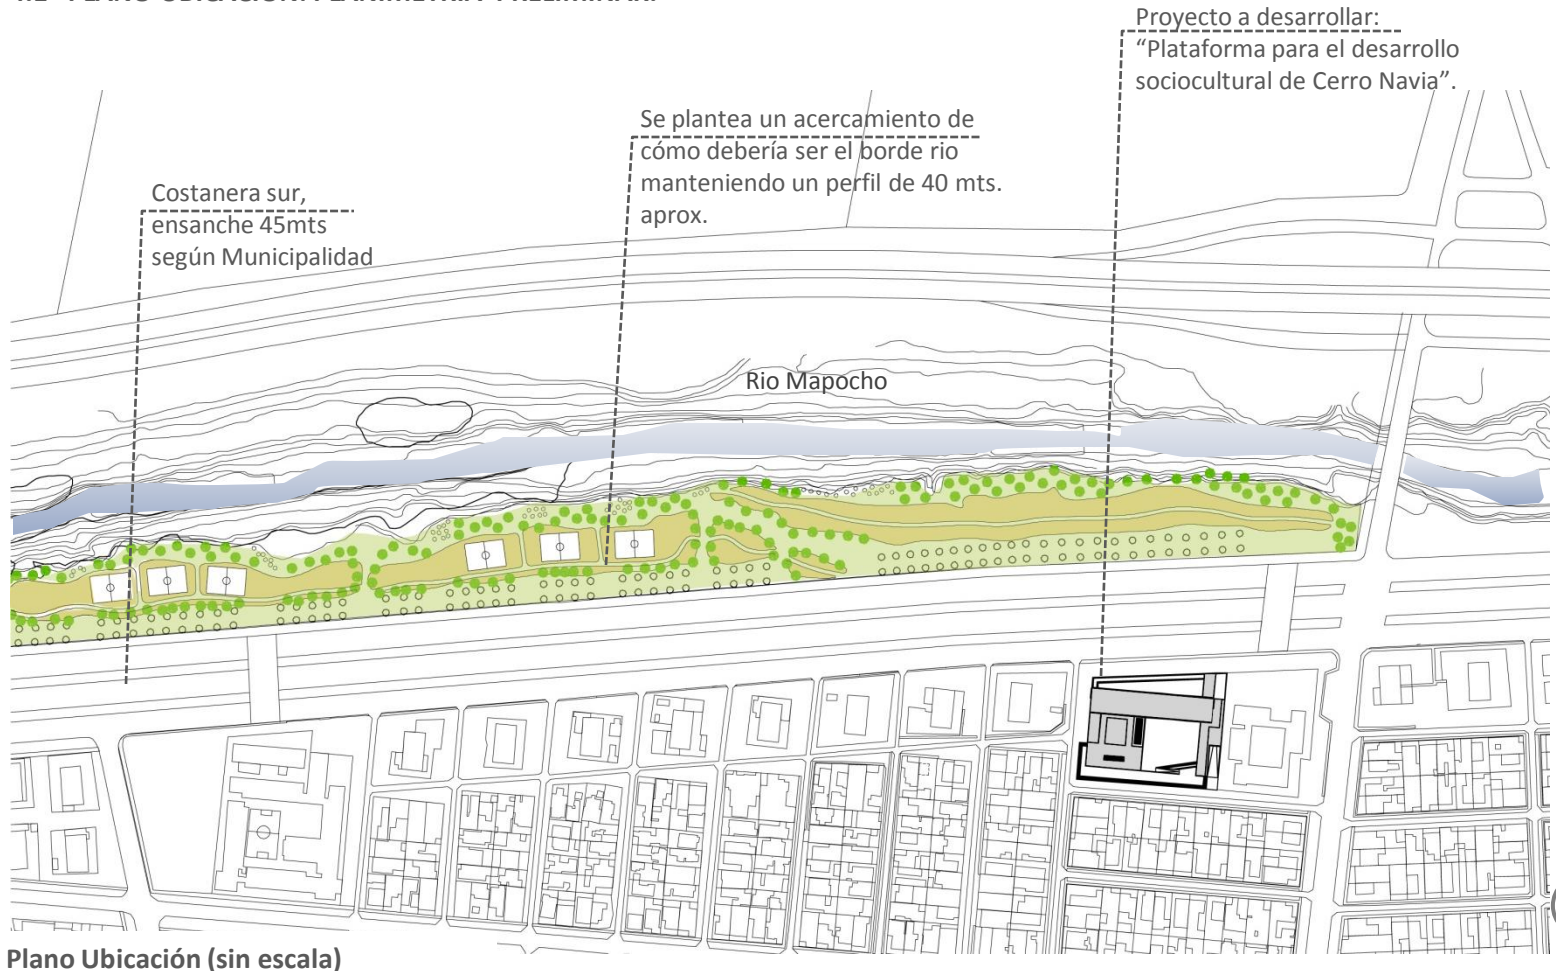 Proyecto a desarrollar:
“Plataforma para el desarrollo
sociocultural de Cerro Navia”.
Se plantea un acercamiento de
cómo debería ser el borde rio
manteniendo un perfil de 40 mts.
aprox.
Costanera sur,
ensanche 45mts
según Municipalidad
Rio Mapocho
Plano Ubicación (sin escala)